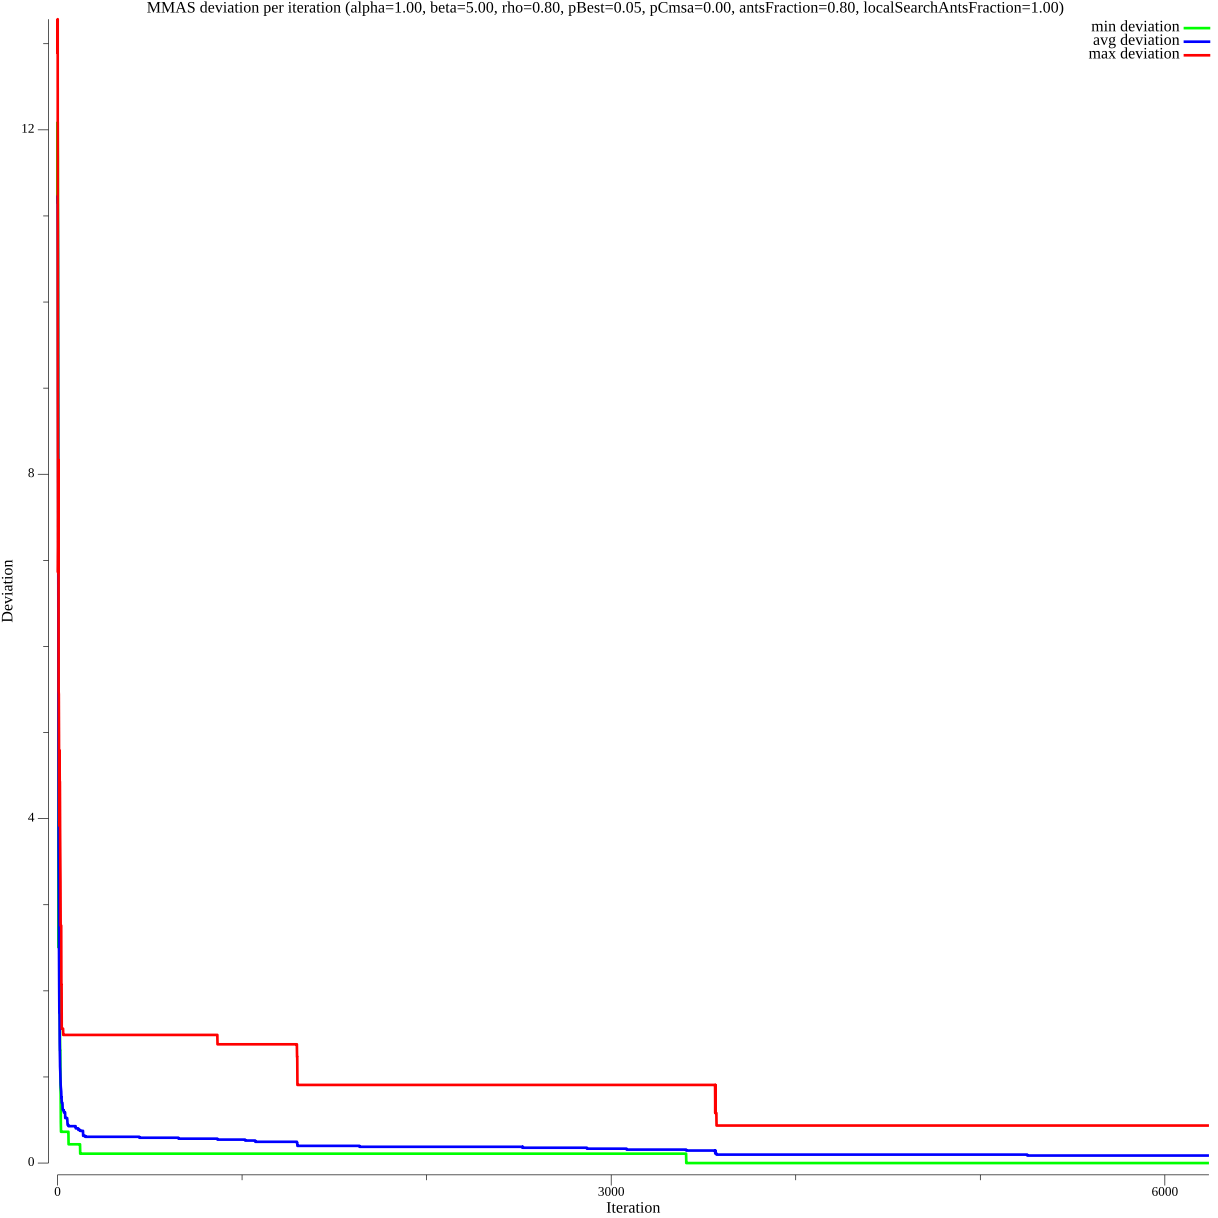 MMAS deviation per iteration (alpha=1.00, beta=5.00, rho=0.80, pBest=0.05, pCmsa=0.00, antsFraction=0.80, localSearchAntsFraction=1.00)
min deviation
avg deviation
max deviation
12
8
4
0
Deviation
0
3000
6000
Iteration